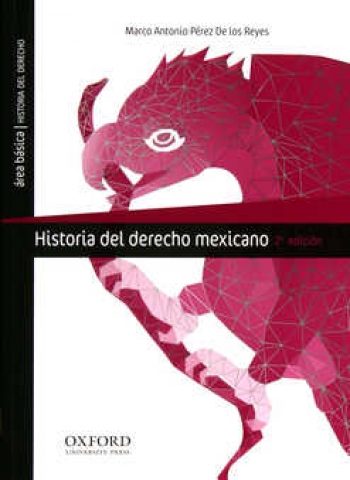 Marco Antonio Pérez De los Reyes
área básica | HISTORIA DEL DERECHO
Historia del derecho mexicano 2ª edición
OXFORD
UNIVERSITY PRESS